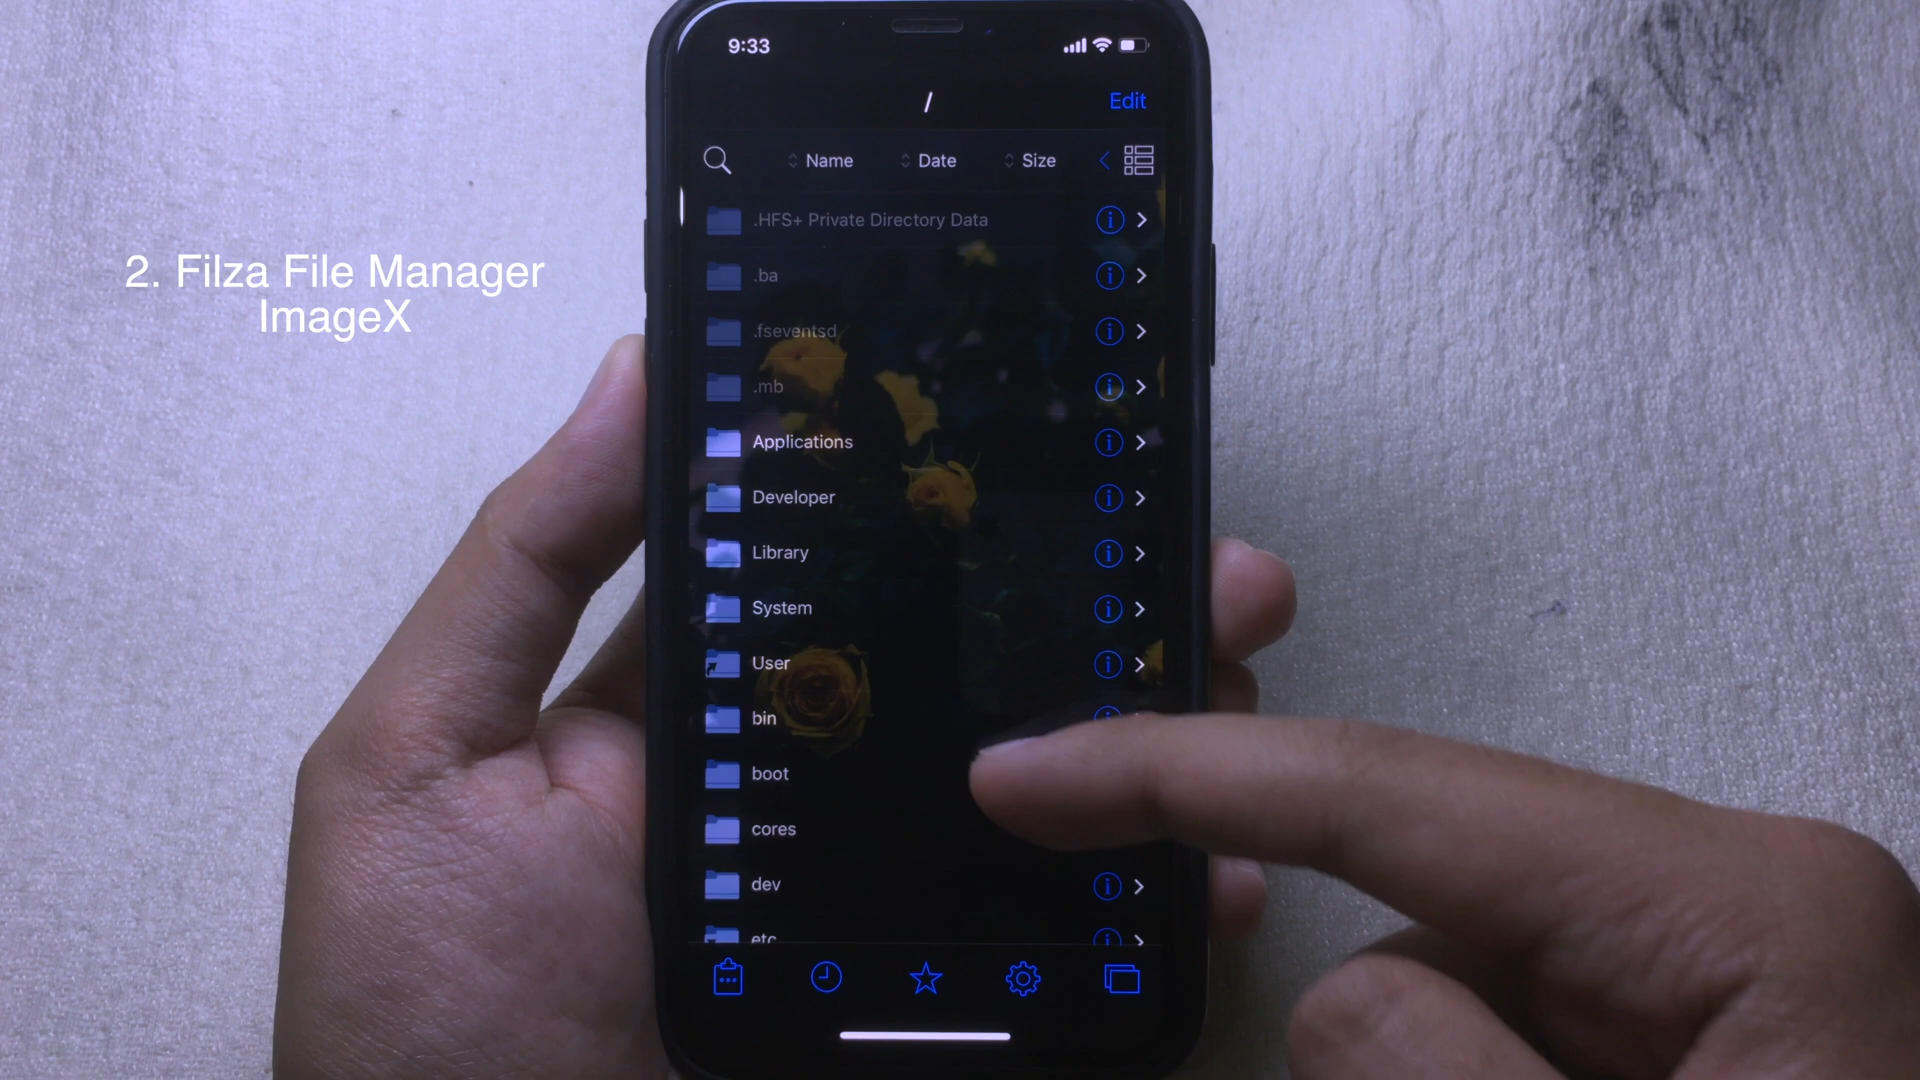 9:33
/
Edit
Name Date Size
.HFS+ Private Directory Data
.ba
.fseventsd
.mb
Applications
Developer
Library
System
User
bin
boot
cores
dev
etc
2. Filza File Manager
ImageX